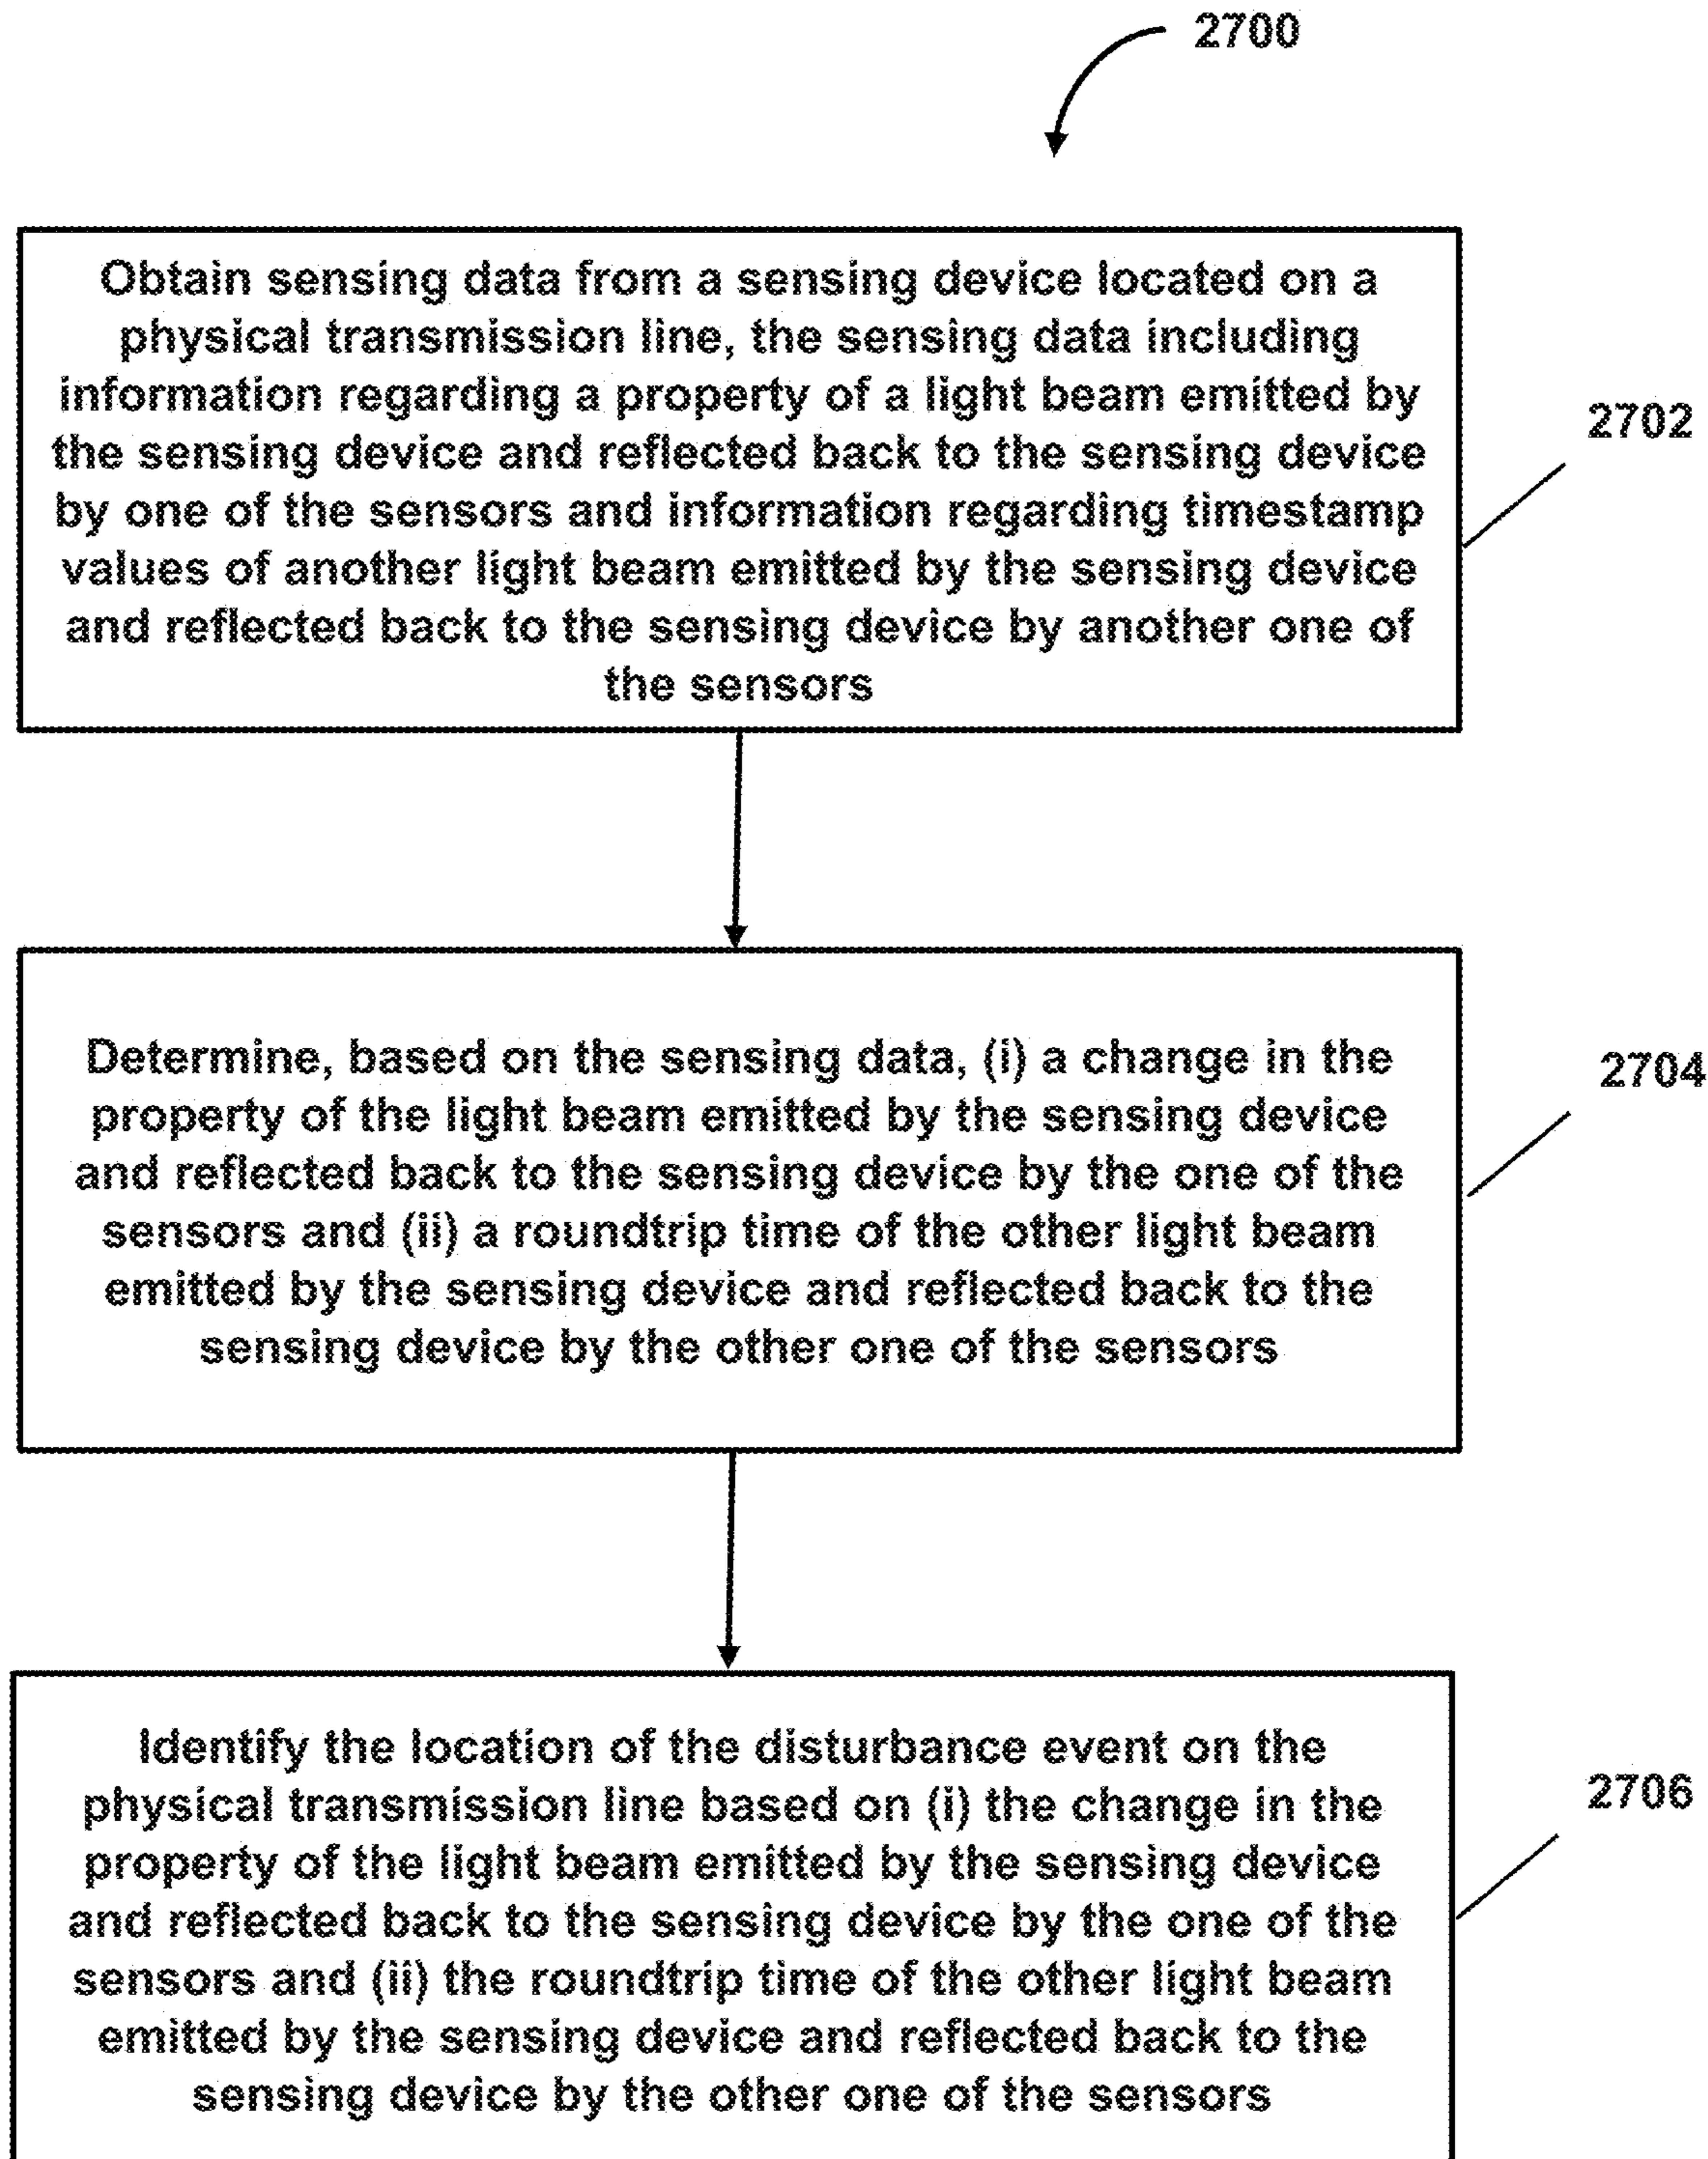 2700
Obtain sensing data from a sensing device located on a
physical transmission line, the sensing data including
information regarding a property of a light beam emitted by
the sensing device and reflected back to the sensing device
by one of the sensors and information regarding timestamp
values of another light beam emitted by the sensing device
and reflected back to the sensing device by another one of
the sensors
2702
Determine, based on the sensing data, (i) a change in the
property of the light beam emitted by the sensing device
and reflected back to the sensing device by the one of the
sensors and (ii) a roundtrip time of the other light beam
emitted by the sensing device and reflected back to the
sensing device by the other one of the sensors
2704
Identify the location of the disturbance event on the
physical transmission line based on (i) the change in the
property of the light beam emitted by the sensing device
and reflected back to the sensing device by the one of the
sensors and (ii) the roundtrip time of the other light beam
emitted by the sensing device and reflected back to the
sensing device by the other one of the sensors
2706